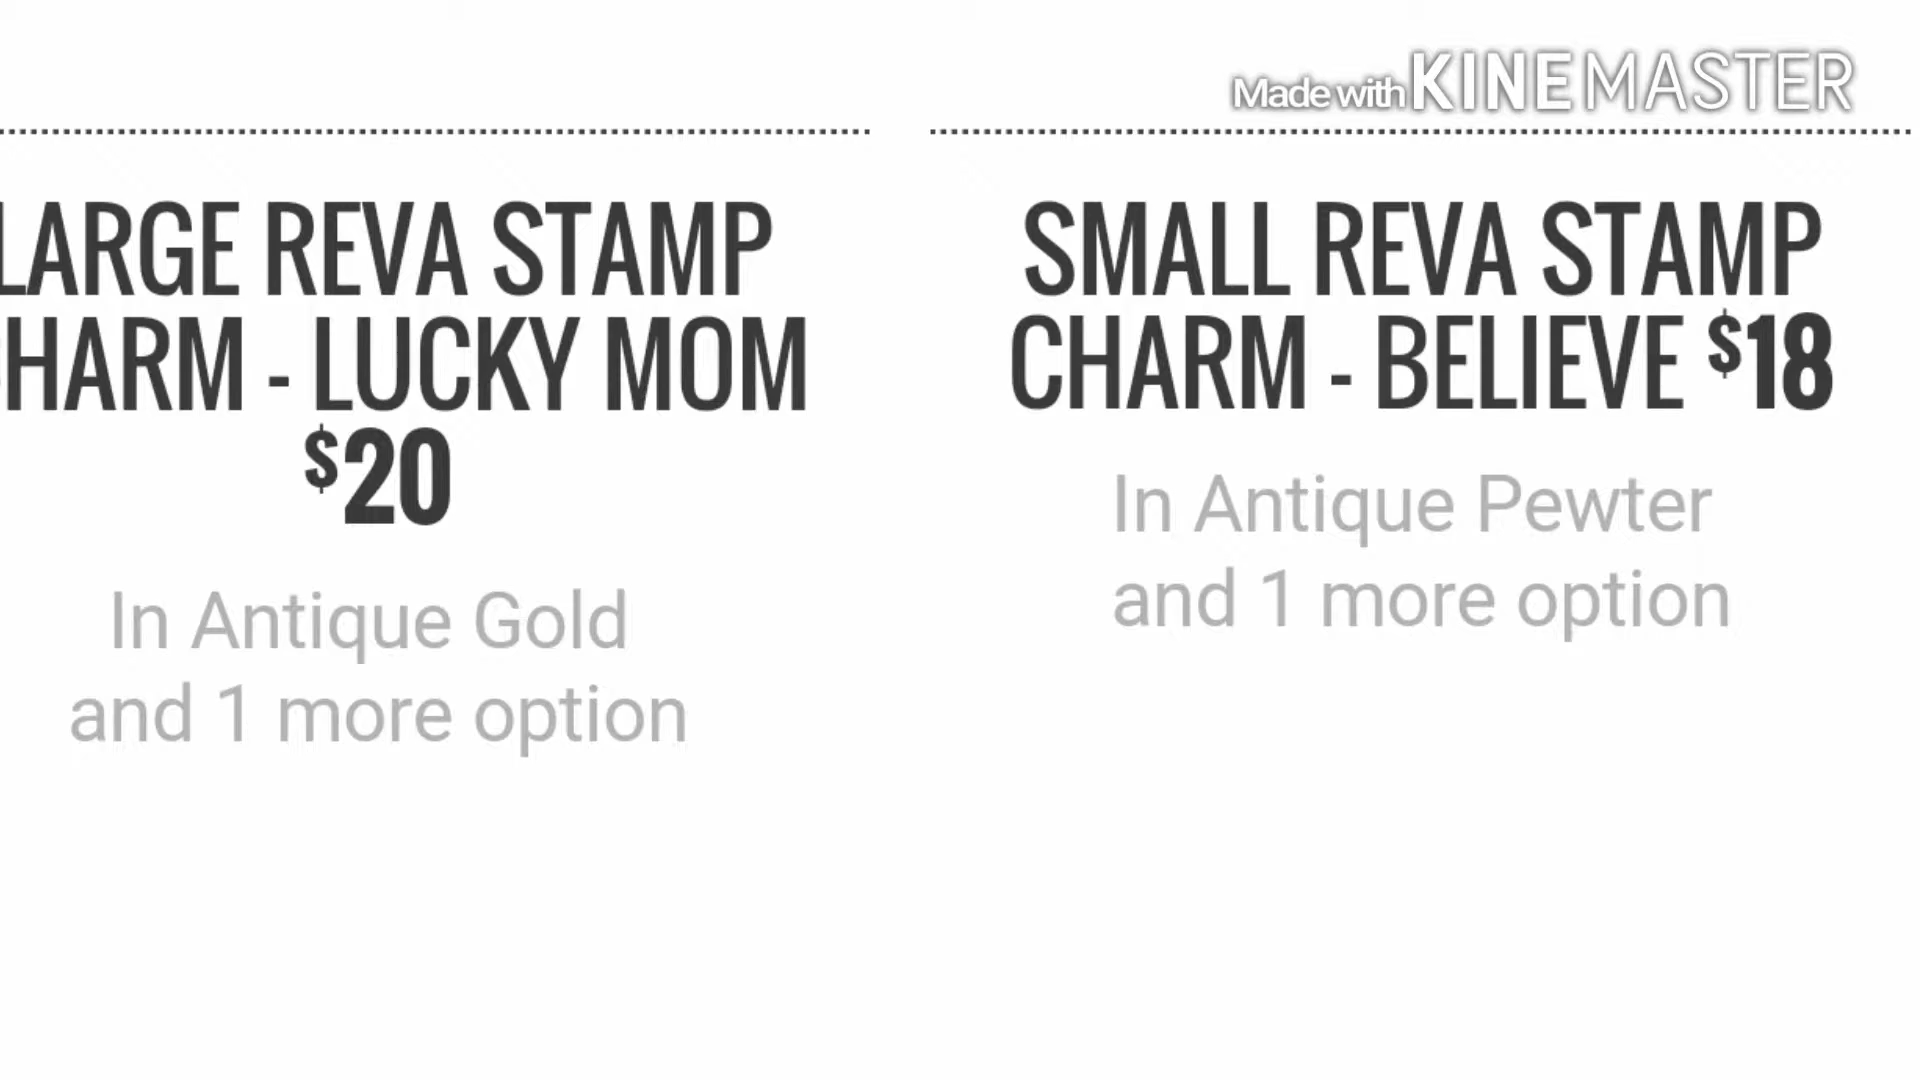 Made with KINEMASTER
LARGE REVA STAMP
CHARM - LUCKY MOM
$20
In Antique Gold
and 1 more option
SMALL REVA STAMP
CHARM - BELIEVE $18
In Antique Pewter
and 1 more option